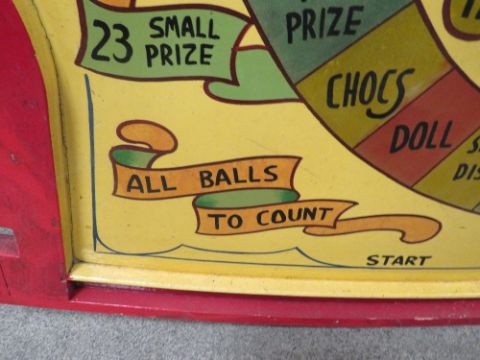 23 SMALL
PRIZE
PRIZE
CHOCS
DOLL
ALL BALLS
TO COUNT
START